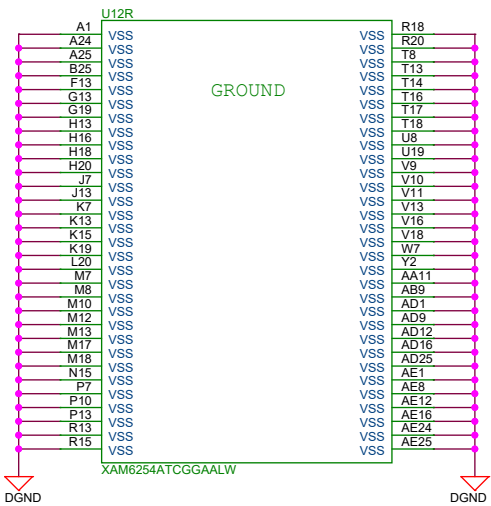 U12R
GROUND
A1 VSS VSS R18
A24 VSS VSS R20
A25 VSS VSS T8
B25 VSS VSS T13
F13 VSS VSS T14
G13 VSS VSS T16
G19 VSS VSS T17
H13 VSS VSS T18
H16 VSS VSS U8
H18 VSS VSS U19
H20 VSS VSS V9
J7 VSS VSS V10
J13 VSS VSS V11
K7 VSS VSS V13
K13 VSS VSS V16
K15 VSS VSS V18
K19 VSS VSS W7
L20 VSS VSS Y2
M7 VSS VSS AA11
M8 VSS VSS AB9
M10 VSS VSS AD1
M12 VSS VSS AD9
M13 VSS VSS AD12
M17 VSS VSS AD16
M18 VSS VSS AD25
N15 VSS VSS AE1
P7 VSS VSS AE8
P10 VSS VSS AE12
P13 VSS VSS AE16
R13 VSS VSS AE24
R15 VSS VSS AE25
XAM6254ATCGGAALW
DGND DGND